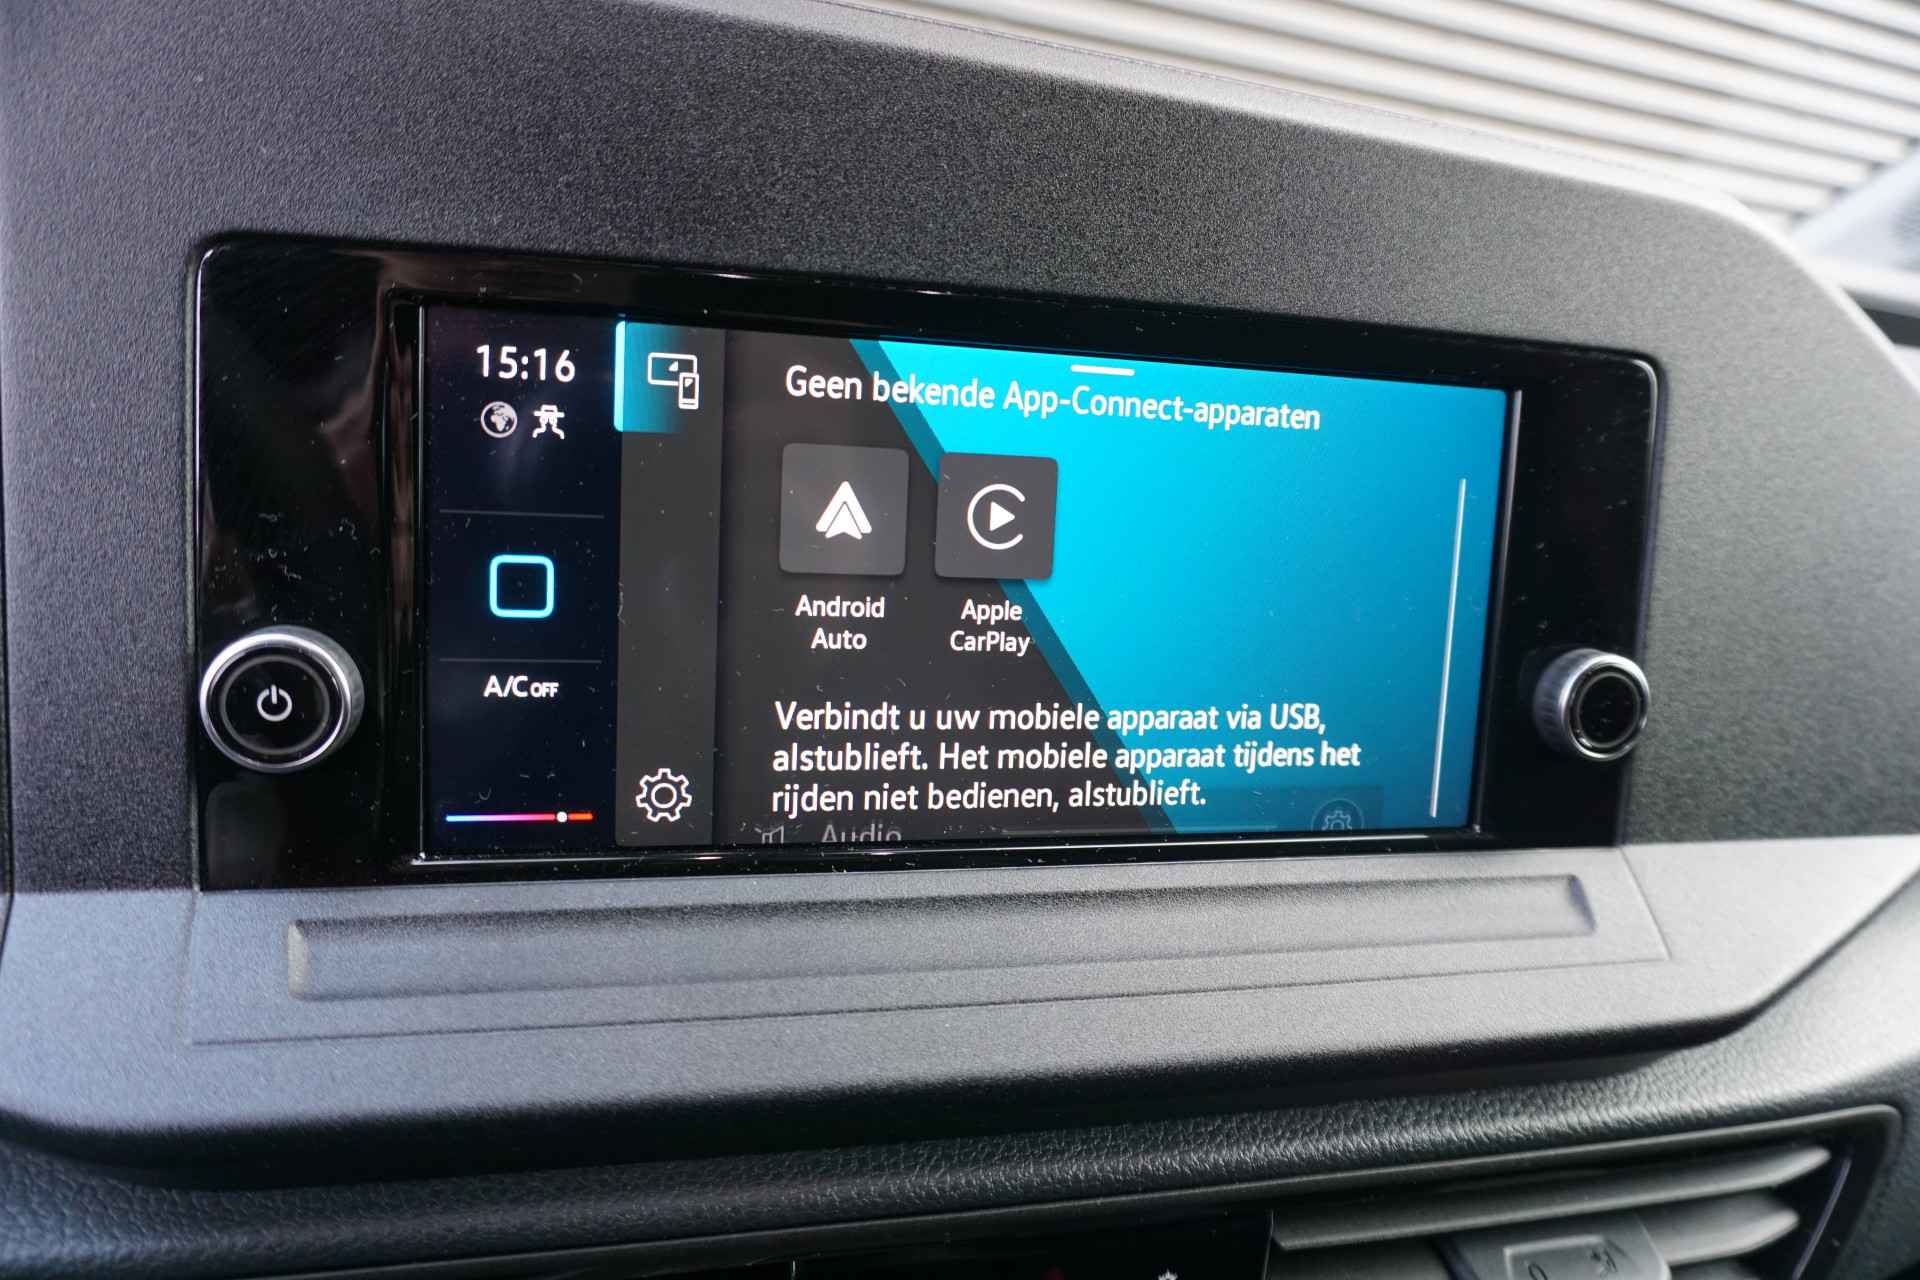 15:16
Geen bekende App-Connect-apparaten
Android
Auto
Apple
CarPlay
A/C OFF
Verbindt u uw mobiele apparaat via USB,
alstublieft. Het mobiele apparaat tijdens het
rijden niet bedienen, alstublieft.
Audio